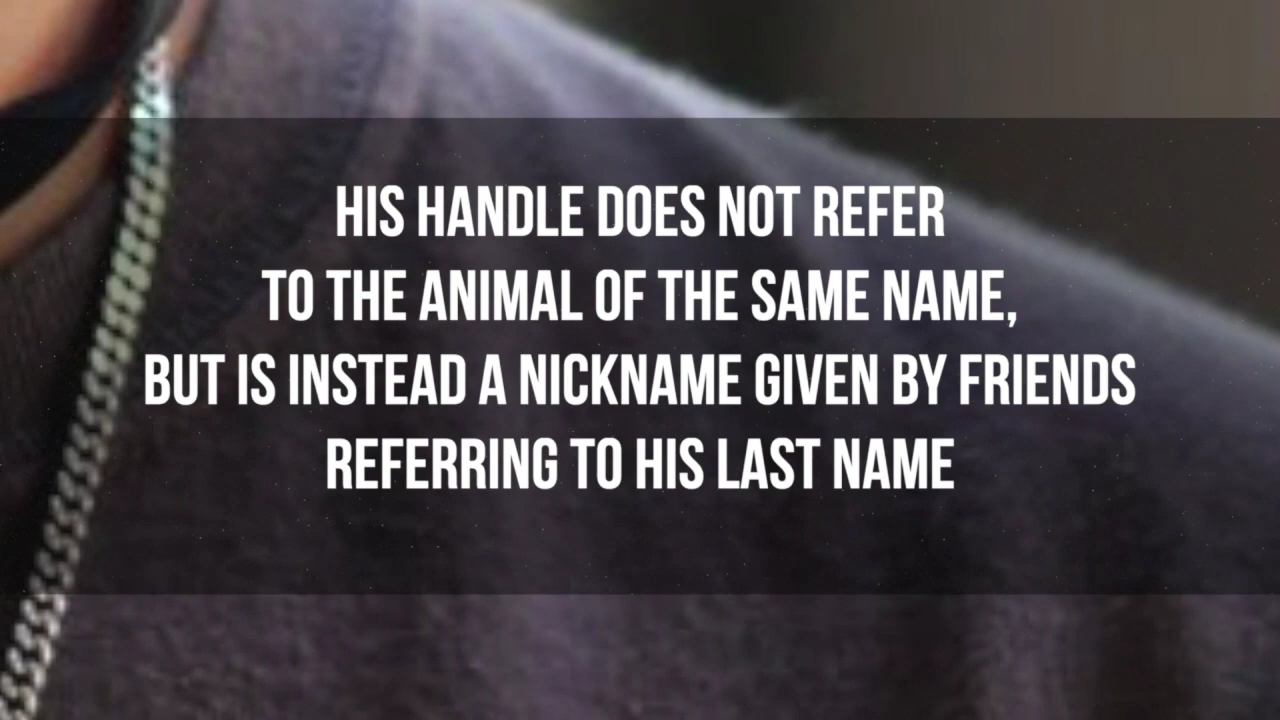 HIS HANDLE DOES NOT REFER
TO THE ANIMAL OF THE SAME NAME,
BUT IS INSTEAD A NICKNAME GIVEN BY FRIENDS
REFERRING TO HIS LAST NAME